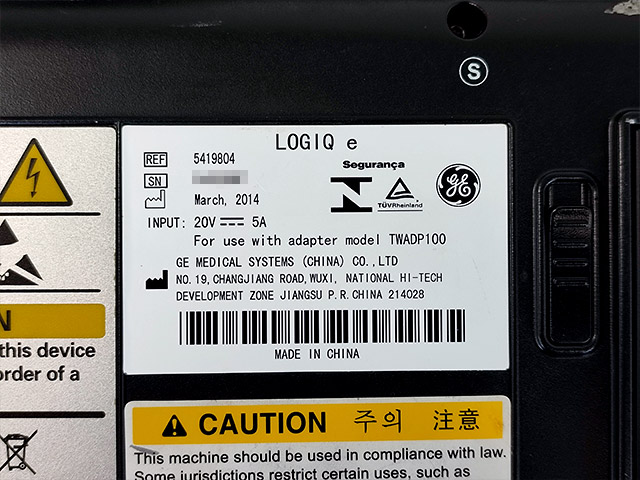 S
LOGIQ e
REF 5419804
SN
March, 2014
Segurança
TÜVRheinland
GE
INPUT: 20V 5A
For use with adapter model TWADP100
GE MEDICAL SYSTEMS (CHINA) CO.,LTD
NO.19,CHANGJIANG ROAD,WUXI, NATIONAL HI-TECH
DEVELOPMENT ZONE JIANGSU P.R.CHINA 214028
MADE IN CHINA
N
this device
order of a
CAUTION 주의 注意
This machine should be used in compliance with law.
Some jurisdictions restrict certain uses, such as